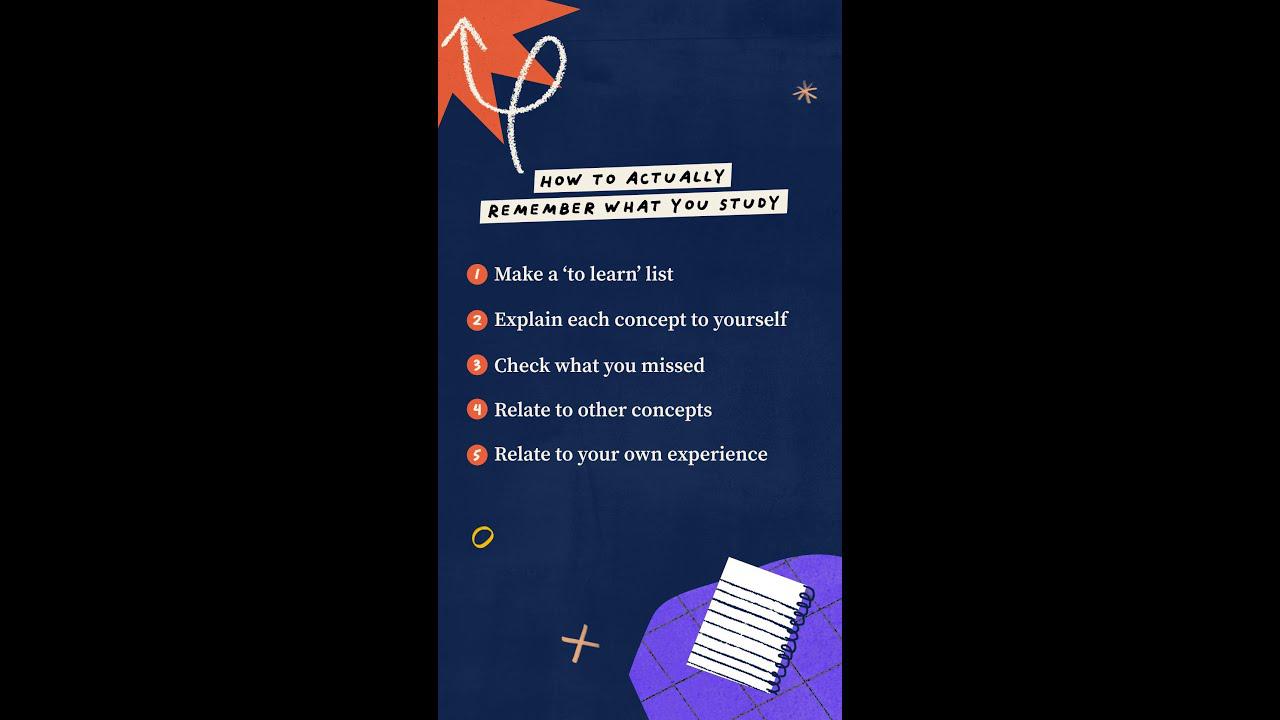 HOW TO ACTUALLY
REMEMBER WHAT YOU STUDY
1 Make a ‘to learn’ list
2 Explain each concept to yourself
3 Check what you missed
4 Relate to other concepts
5 Relate to your own experience